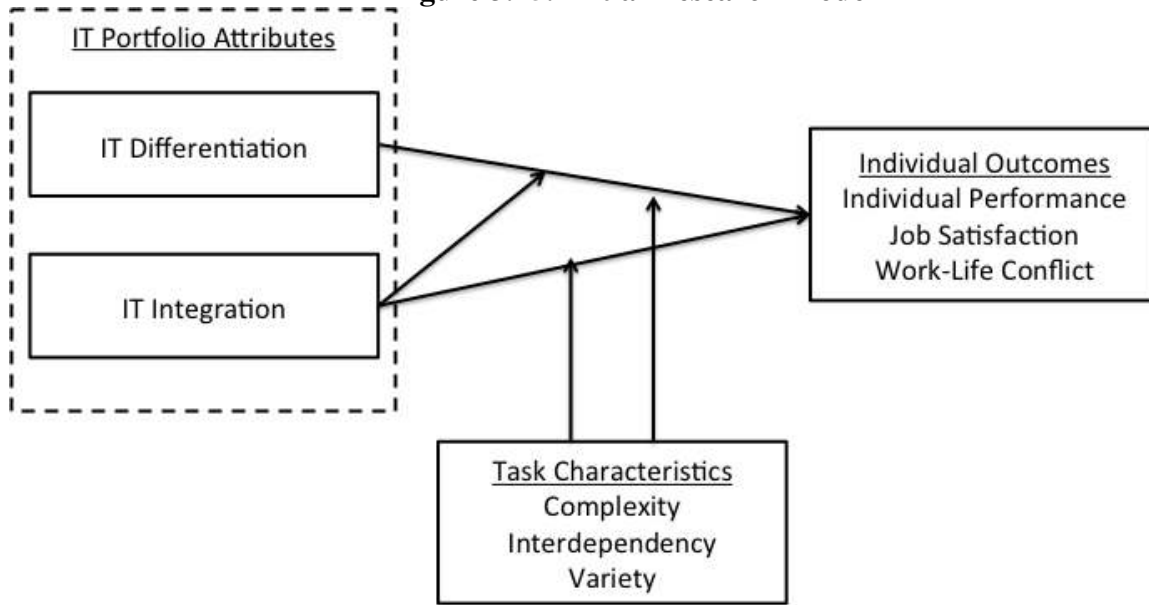 IT Portfolio Attributes
IT Differentiation
IT Integration
Individual Outcomes
Individual Performance
Job Satisfaction
Work-Life Conflict
Task Characteristics
Complexity
Interdependency
Variety